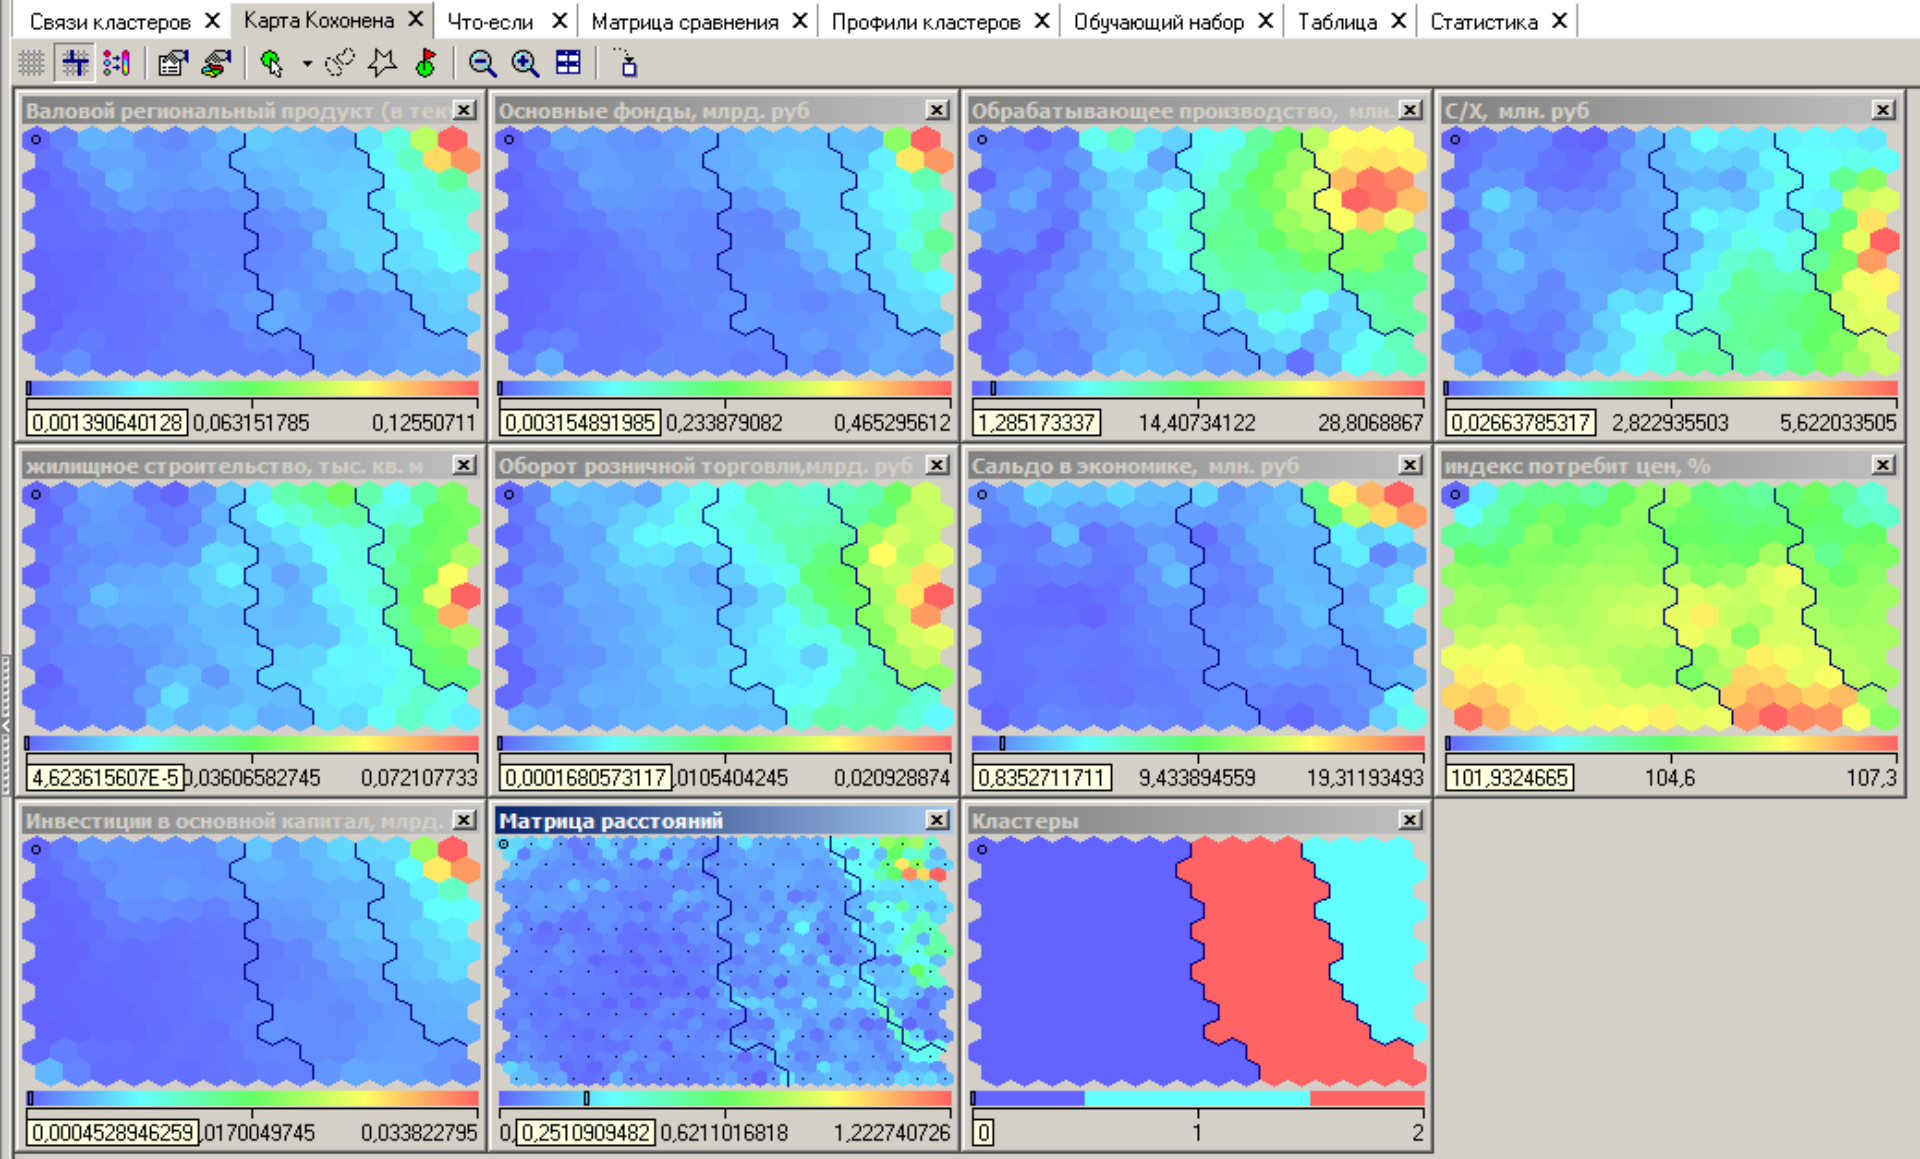 Связи кластеров Карта Кохонена Что-если Матрица сравнения Профили кластеров Обучающий набор Таблица Статистика
Валовой региональный продукт (в тек
Основные фонды, млрд. руб
Обрабатывающее производство, млн.
С/Х, млн. руб
0,001390640128 0,063151785 0,12550711
0,003154891985 0,233879082 0,465295612
1,285173337 14,40734122 28,8068867
0,02663785317 2,822935503 5,622033505
жилищное строительство, тыс. кв. м
Оборот розничной торговли,млрд. руб
Сальдо в экономике, млн. руб
индекс потребит цен, %
4,623615607E-5 0,03606582745 0,072107733
0,0001680573117 ,0105404245 0,020928874
0,8352711711 9,433894559 19,31193493
101,9324665 104,6 107,3
Инвестиции в основной капитал, млрд.
Матрица расстояний
Кластеры
0,0004528946259 ,0170049745 0,033822795
0, 0,2510909482 0,6211016818 1,222740726
0 1 2